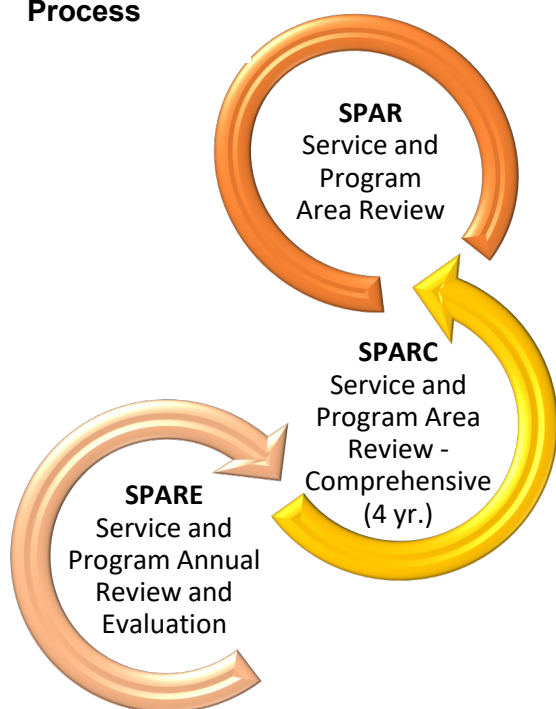 Process
SPAR
Service and
Program
Area Review
SPARC
Service and
Program Area
Review -
Comprehensive
(4 yr.)
SPARE
Service and
Program Annual
Review and
Evaluation